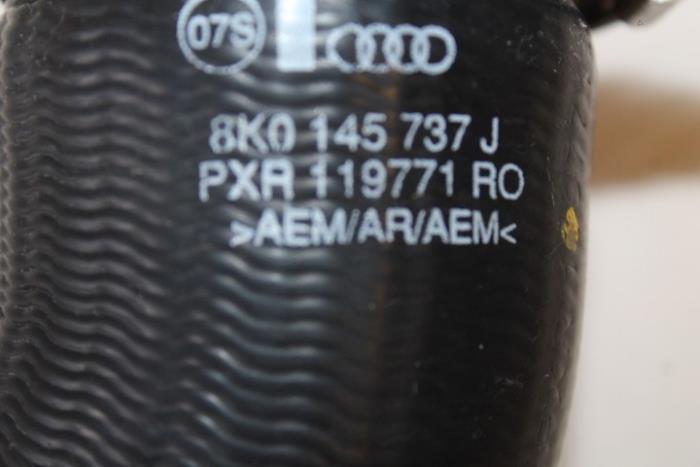 07S
8K0 145 737 J
PXR 119771 RO
>AEM/AR/AEM<